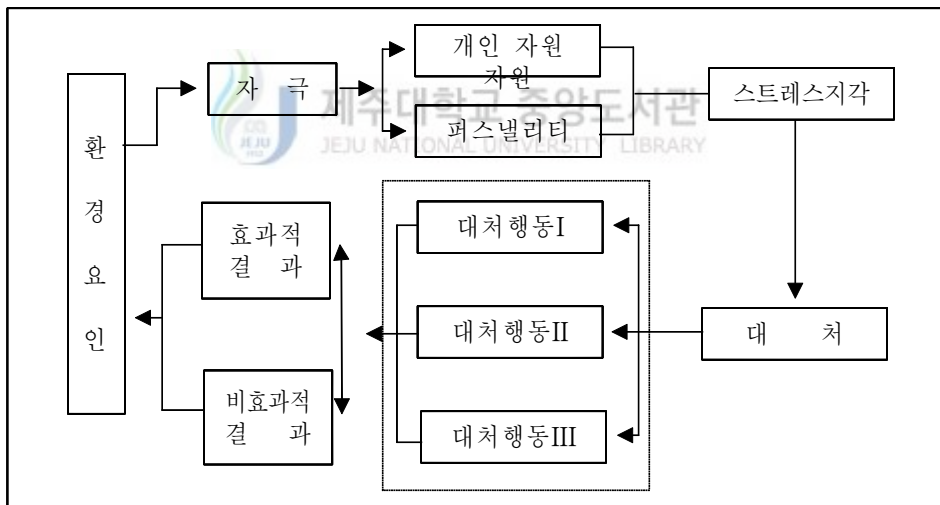 환
경
요
인
자 극
개인 자원
자원
퍼스낼리티
스트레스지각
제주대학교 중앙도서관
JEJU NATIONAL UNIVERSITY LIBRARY
JEJU
1952
효과적
결 과
비효과적
결 과
대처행동I
대처행동II
대처행동III
대 처